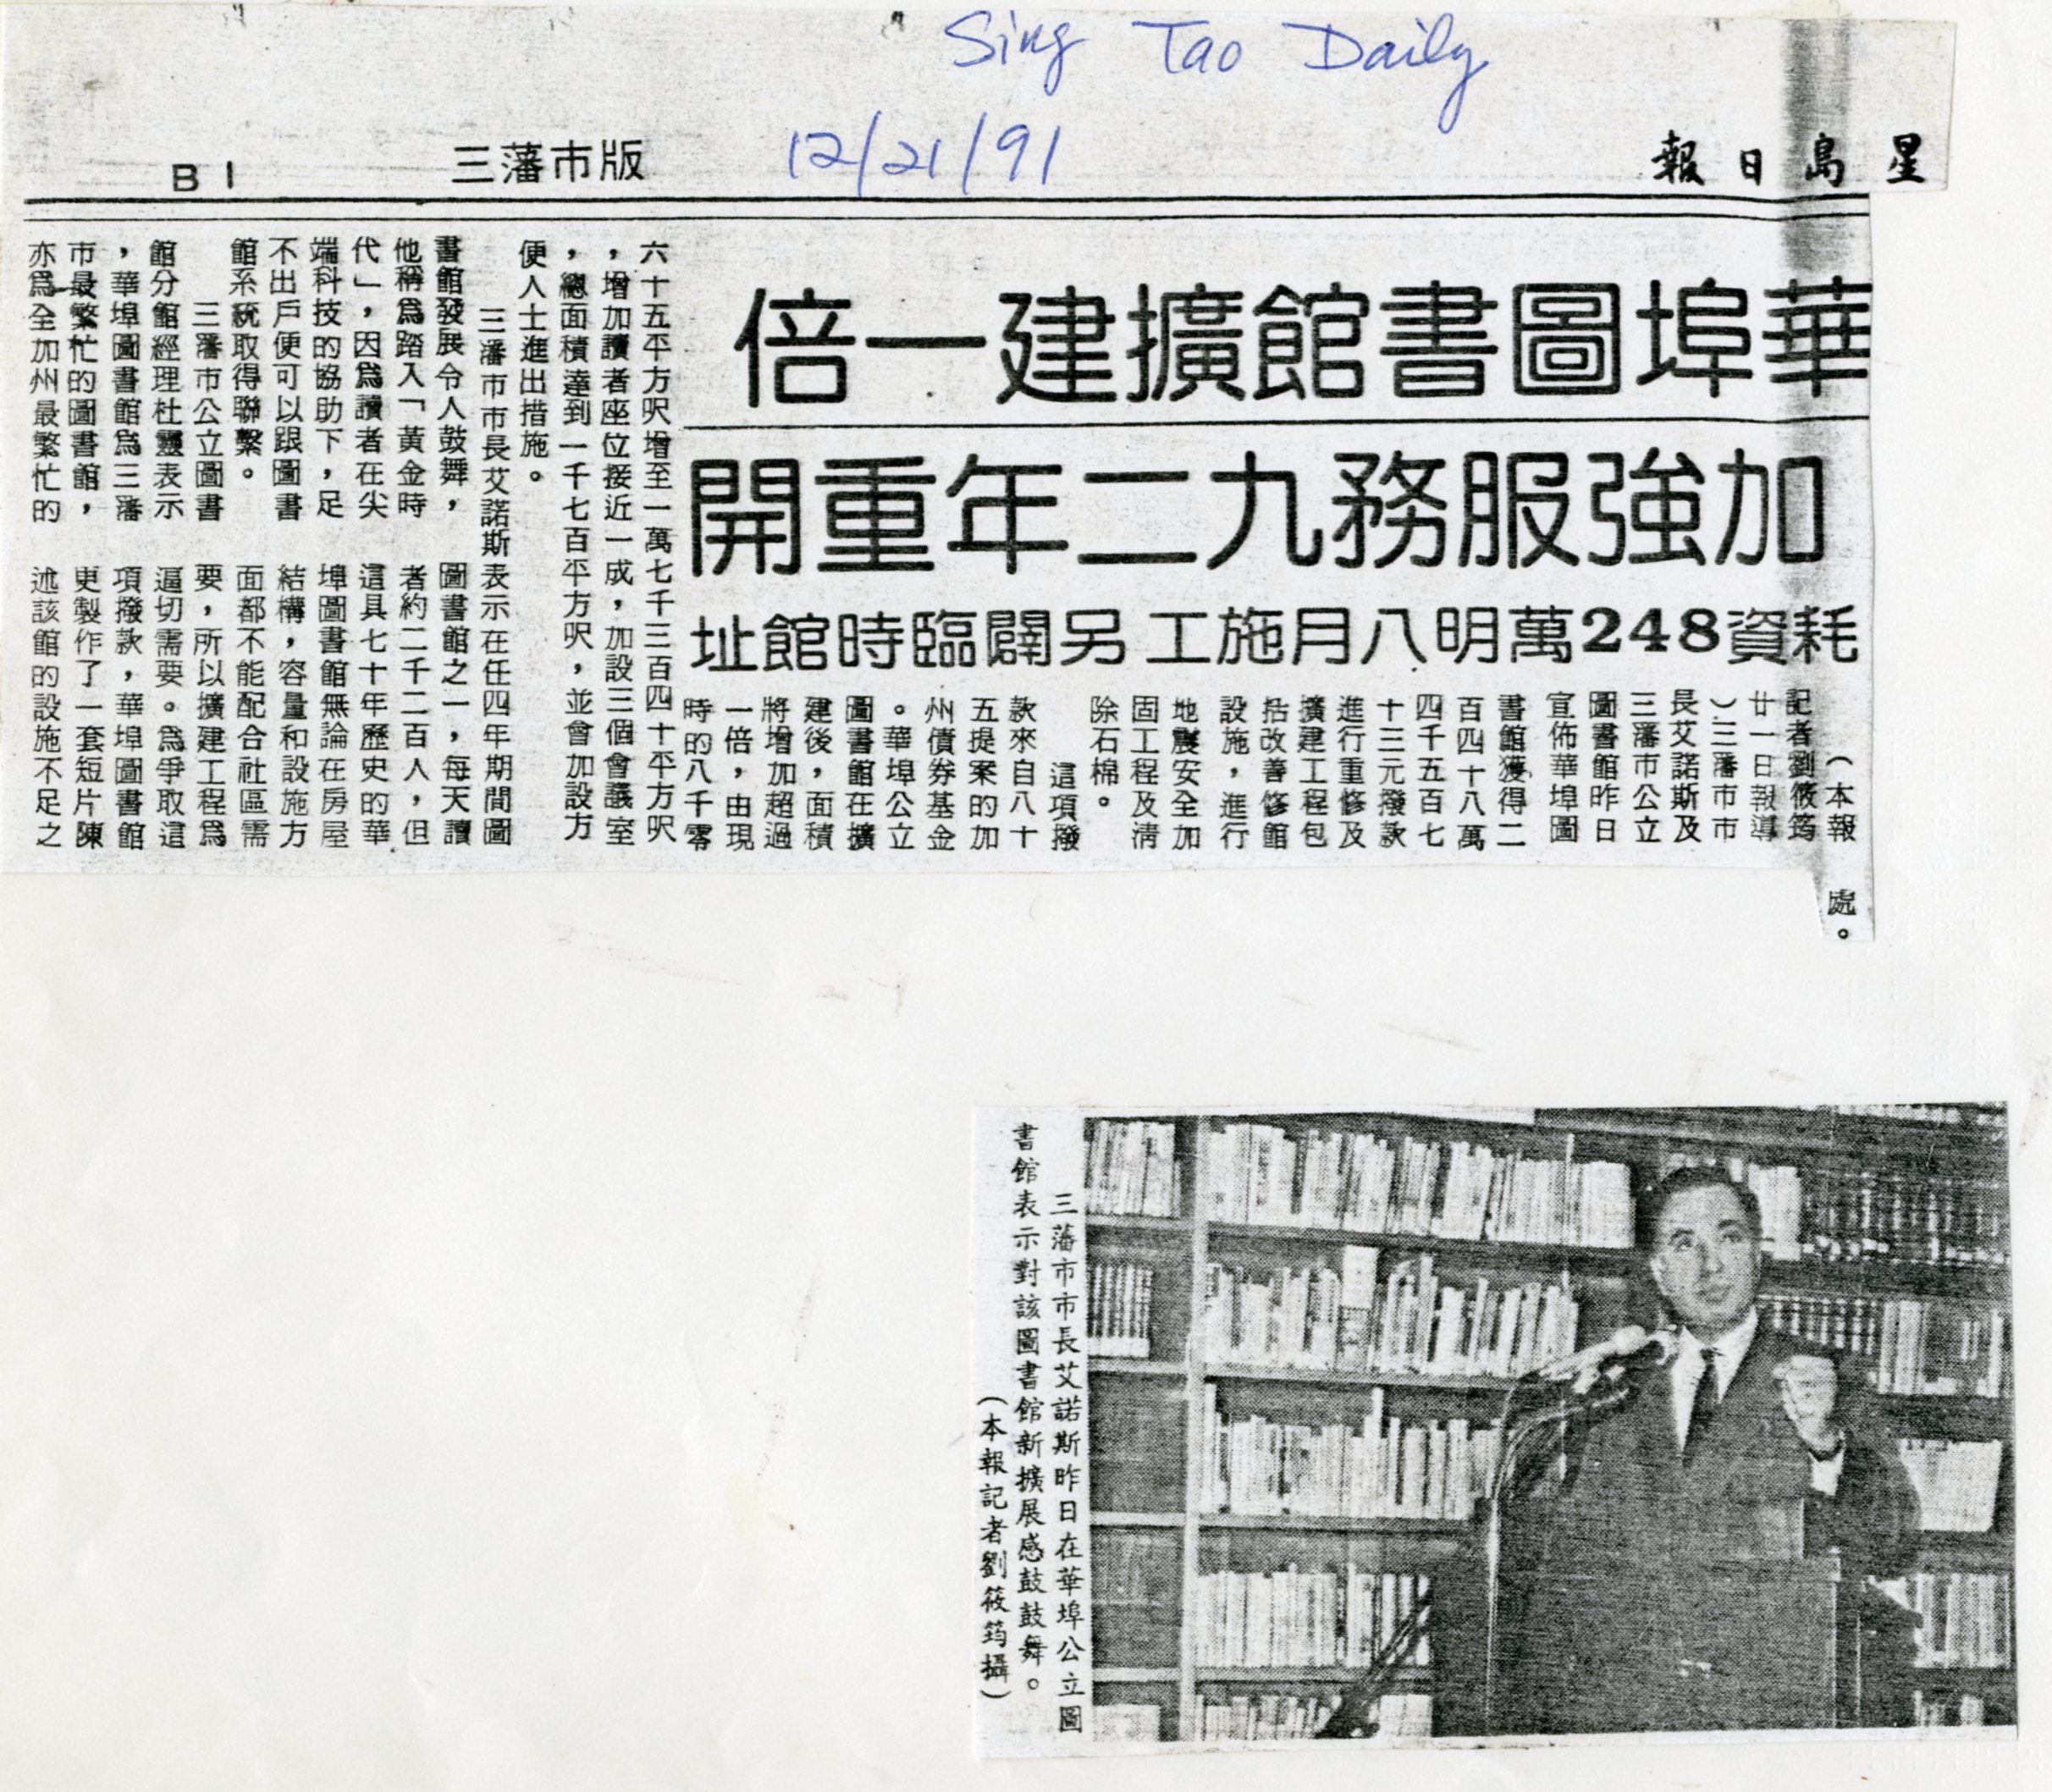 Sing Tao Daily
12/21/91
星島日報
三藩市版
B1
華埠圖書館擴建一倍
加強服務九二年重開
耗資248萬明八月施工 另闢臨時館址
（本報
記者劉筱筠
廿一日報導
）三藩市市
長艾諾斯及
三藩市公立
圖書館昨日
宣佈華埠圖
書館獲得二
百四十八萬
四千五百七
十三元撥款
進行重修及
擴建工程包
括改善修館
設施，進行
地震安全加
固工程及清
除石棉。
這項撥
款來自八十
五提案的加
州債券基金
。華埠公立
圖書館在擴
建後，面積
將增加超過
一倍，由現
時的八千零
六十五平方呎增至一萬七千三百四十平方呎
，增加讀者座位接近一成，加設三個會議室
，總面積達到一千七百平方呎，並會加設方
便人士進出措施。
三藩市市長艾諾斯表示在任四年期間圖
書館發展令人鼓舞，
他稱爲踏入「黃金時
代」，因爲讀者在尖
端科技的協助下，足
不出戶便可以跟圖書
館系統取得聯繫。
三藩市公立圖書
館分館經理杜靈表示
，華埠圖書館爲三藩
市最繁忙的圖書館，
亦爲全加州最繁忙的
圖書館之一，每天讀
者約二千二百人，但
這具七十年歷史的華
埠圖書館無論在房屋
結構，容量和設施方
面都不能配合社區需
要，所以擴建工程爲
逼切需要。爲爭取這
項撥款，華埠圖書館
更製作了一套短片陳
述該館的設施不足之
處。
三藩市市長艾諾斯昨日在華埠公立圖
書館表示對該圖書館新擴展感鼓鼓舞。
（本報記者劉筱筠攝）